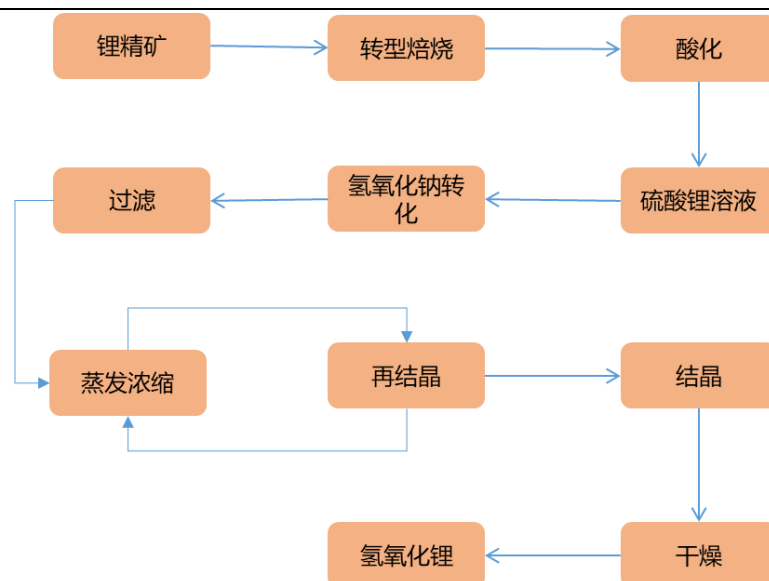 锂精矿
转型焙烧
酸化
过滤
氢氧化钠转
化
硫酸锂溶液
蒸发浓缩
再结晶
结晶
氢氧化锂
干燥